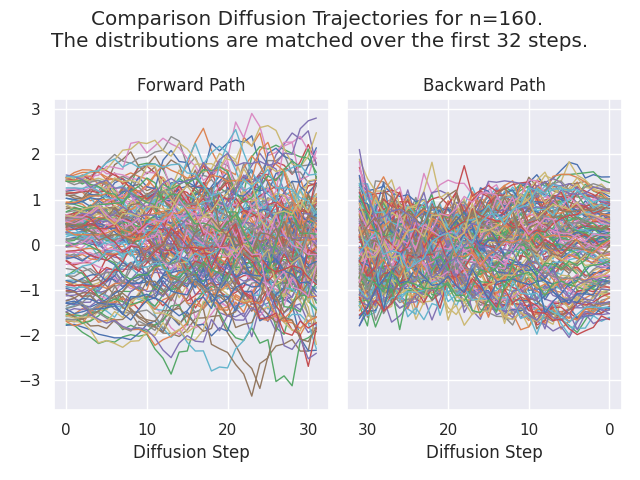 Comparison Diffusion Trajectories for n=160.
The distributions are matched over the first 32 steps.
Forward Path
Backward Path
3
2
1
0
−1
−2
−3
0 10 20 30
30 20 10 0
Diffusion Step
Diffusion Step